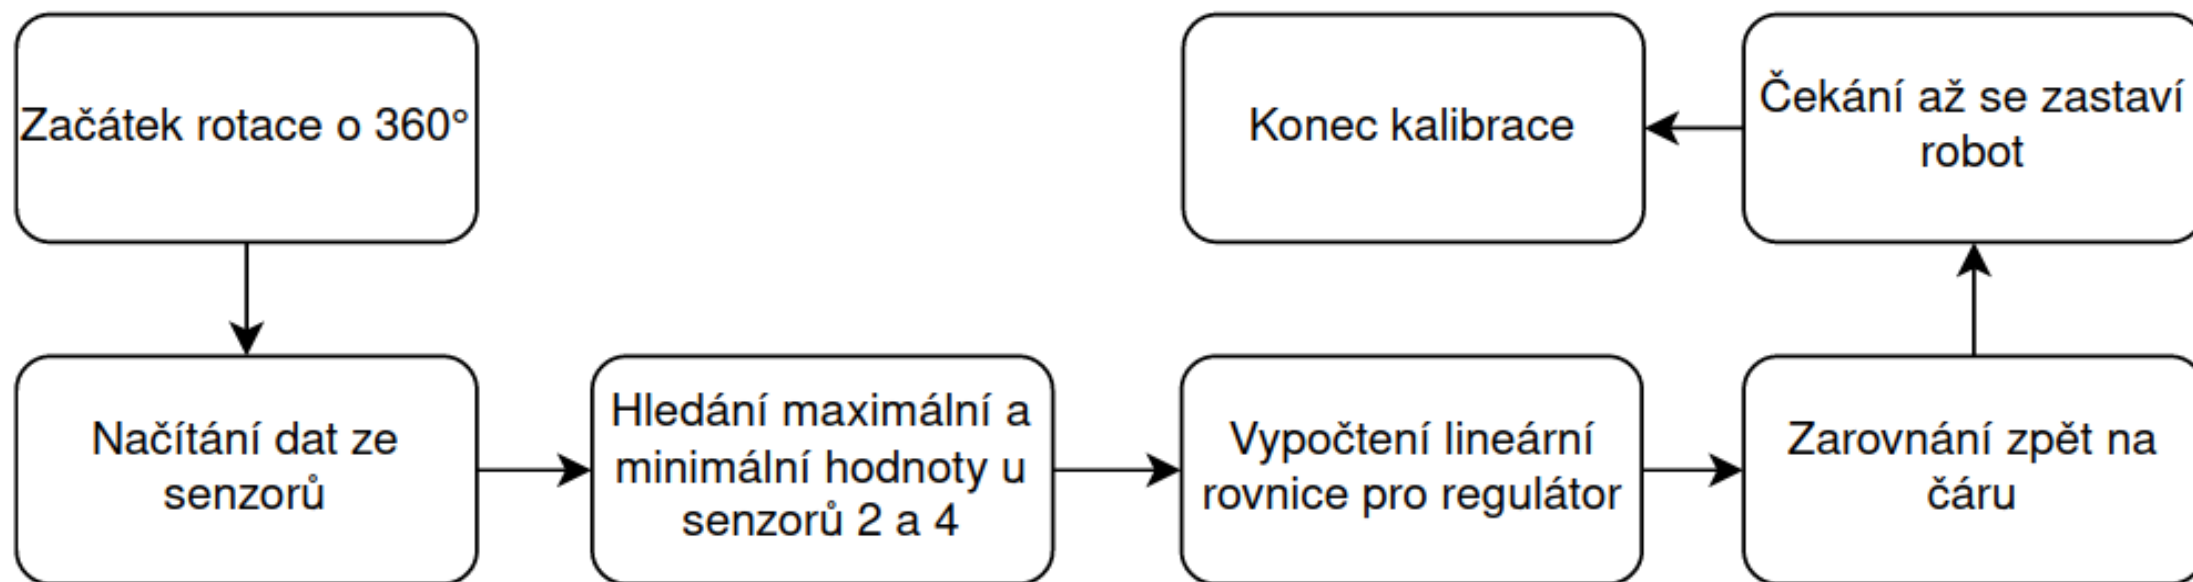 Začátek rotace o 360°
Načítání dat ze
senzorů
Hledání maximální a
minimální hodnoty u
senzorů 2 a 4
Vypočtení lineární
rovnice pro regulátor
Zarovnání zpět na
čáru
Čekání až se zastaví
robot
Konec kalibrace